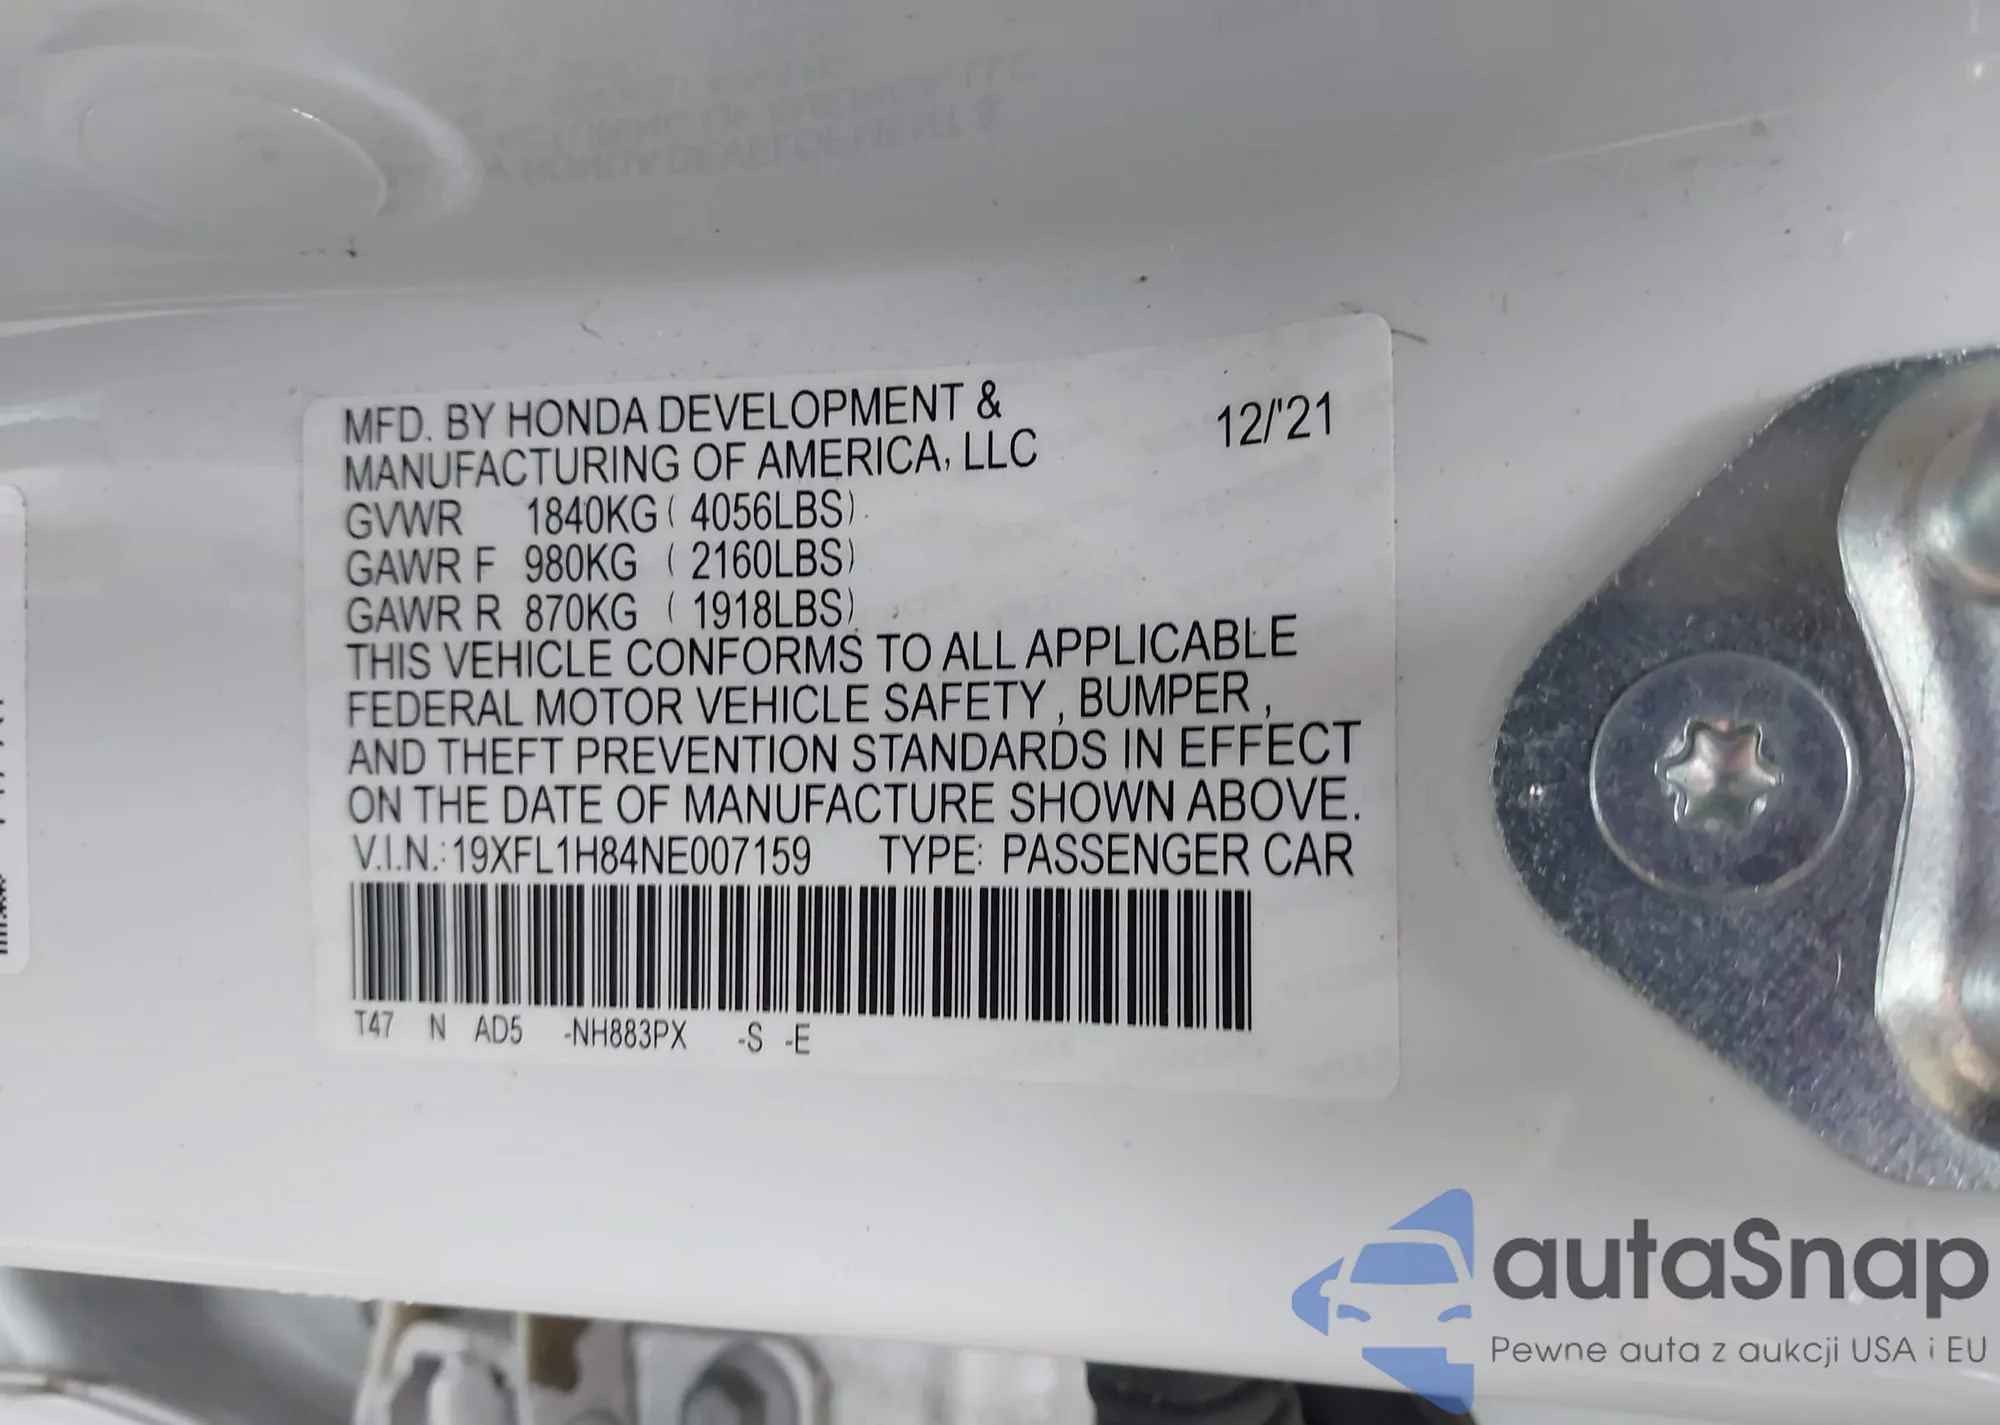 MFD. BY HONDA DEVELOPMENT & 12/'21
MANUFACTURING OF AMERICA, LLC
GVWR 1840KG ( 4056LBS)
GAWR F 980KG ( 2160LBS)
GAWR R 870KG ( 1918LBS)
THIS VEHICLE CONFORMS TO ALL APPLICABLE
FEDERAL MOTOR VEHICLE SAFETY , BUMPER ,
AND THEFT PREVENTION STANDARDS IN EFFECT
ON THE DATE OF MANUFACTURE SHOWN ABOVE.
V.I.N.: 19XFL1H84NE007159 TYPE: PASSENGER CAR
T47 N AD5 -NH883PX -S -E
autaSnap
Pewne auta z aukcji USA i EU